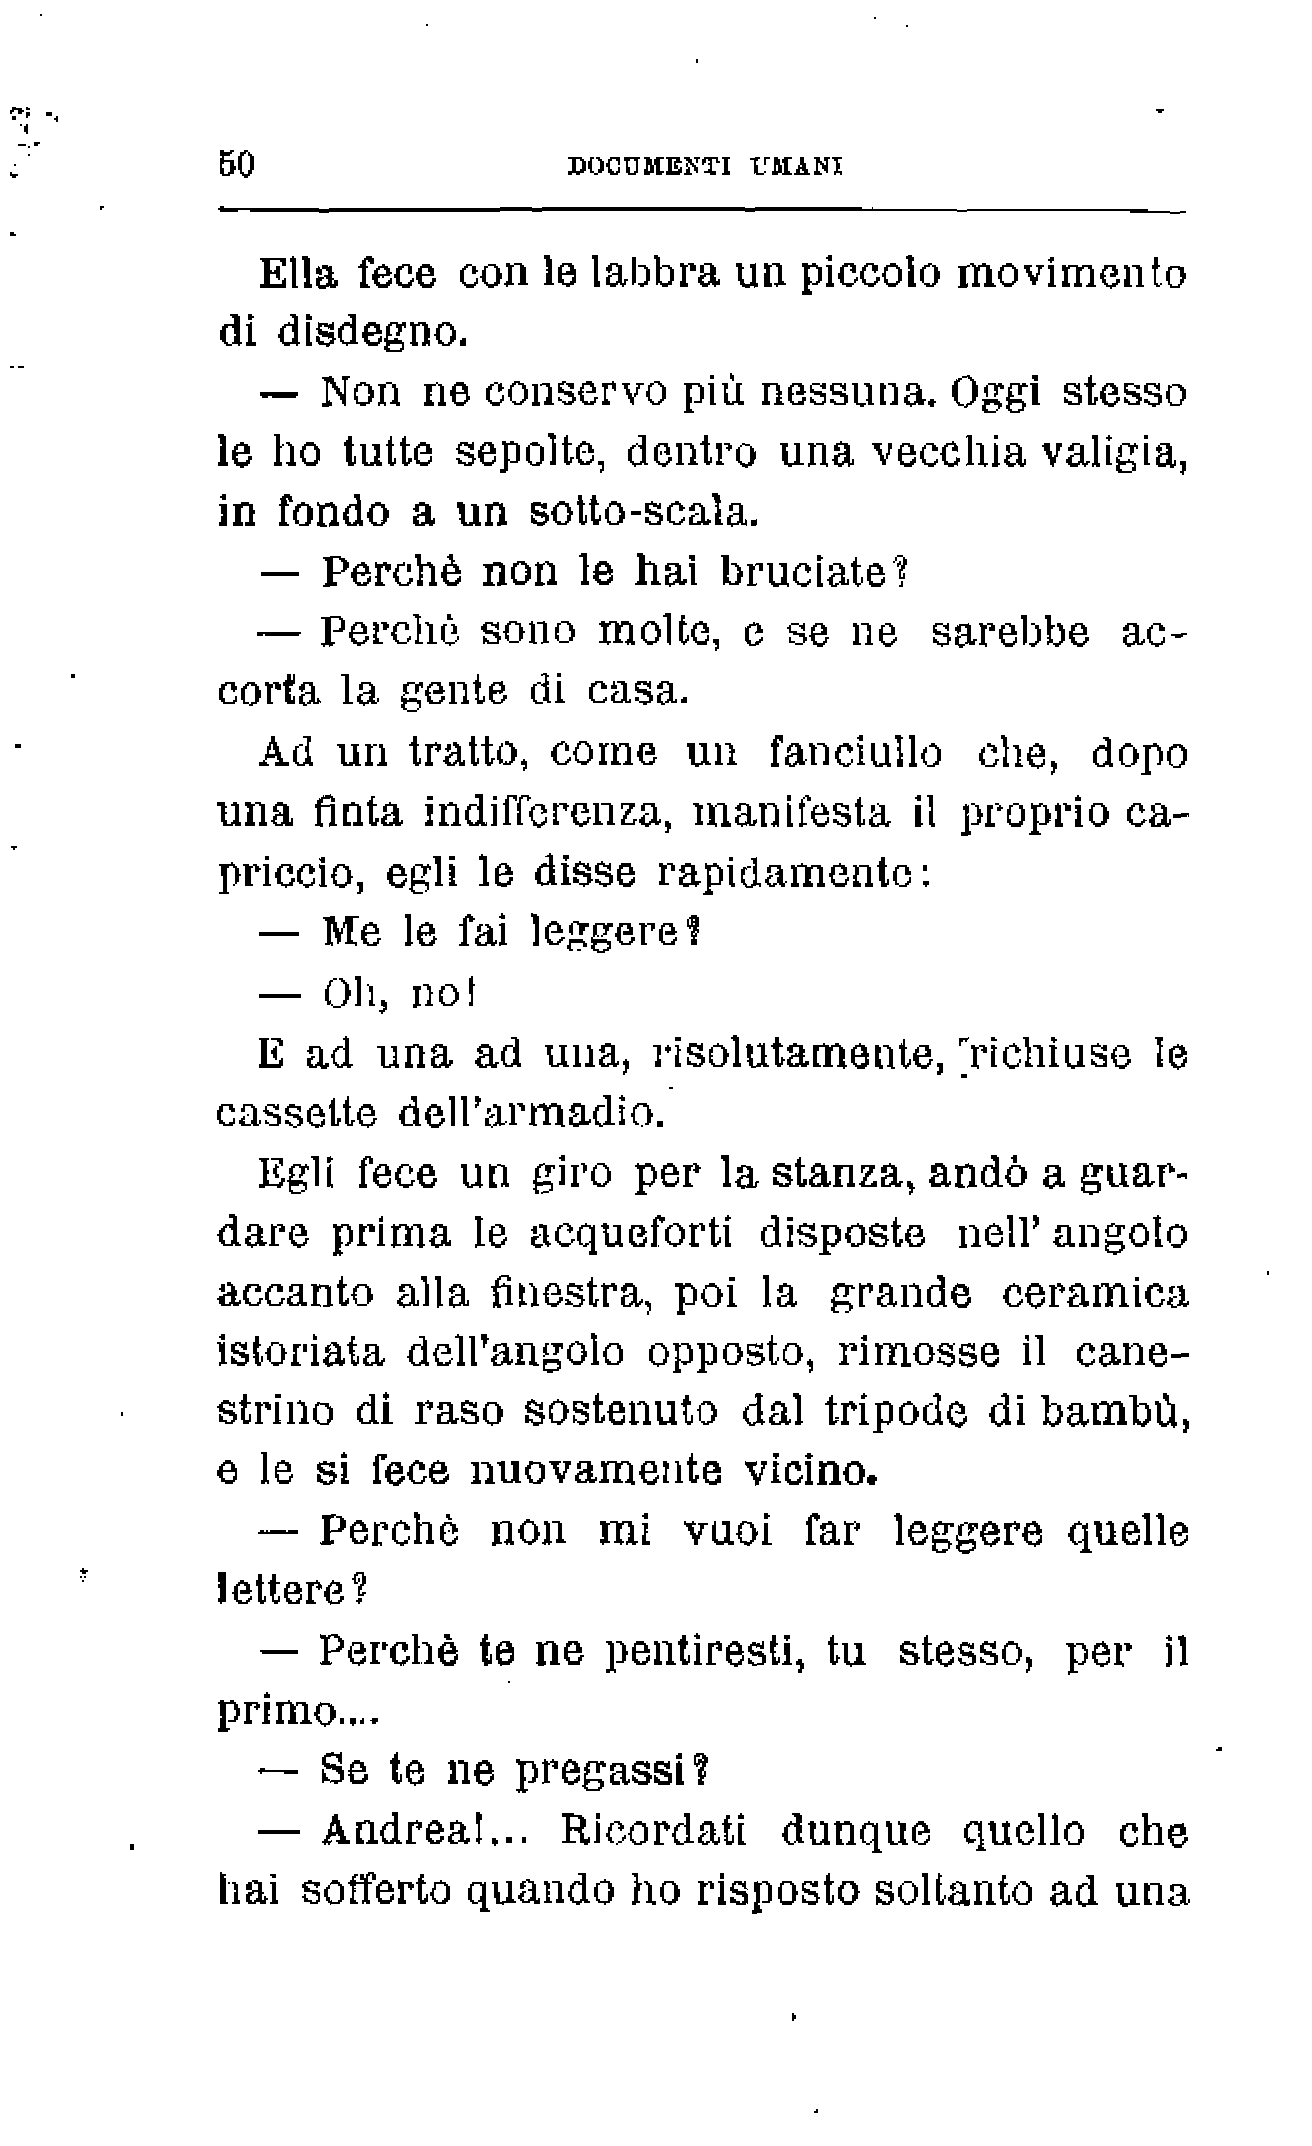 50 DOCUMENTI UMANI
Ella fece con le labbra un piccolo movimento
di disdegno.
— Non ne conservo più nessuna. Oggi stesso
le ho tutte sepolte, dentro una vecchia valigia,
in fondo a un sotto-scala.
— Perchè non le hai bruciate?
— Perchè sono molte, e se ne sarebbe ac-
corta la gente di casa.
Ad un tratto, come un fanciullo che, dopo
una finta indifferenza, manifesta il proprio ca-
priccio, egli le disse rapidamente:
— Me le fai leggere?
— Oh, no!
E ad una ad una, risolutamente, richiuse le
cassette dell'armadio.
Egli fece un giro per la stanza, andò a guar-
dare prima le acqueforti disposte nell' angolo
accanto alla finestra, poi la grande ceramica
istoriata dell'angolo opposto, rimosse il cane-
strino di raso sostenuto dal tripode di bambù,
e le si fece nuovamente vicino.
— Perchè non mi vuoi far leggere quelle
lettere?
— Perchè te ne pentiresti, tu stesso, per il
primo....
— Se te ne pregassi?
— Andrea!... Ricordati dunque quello che
hai sofferto quando ho risposto soltanto ad una